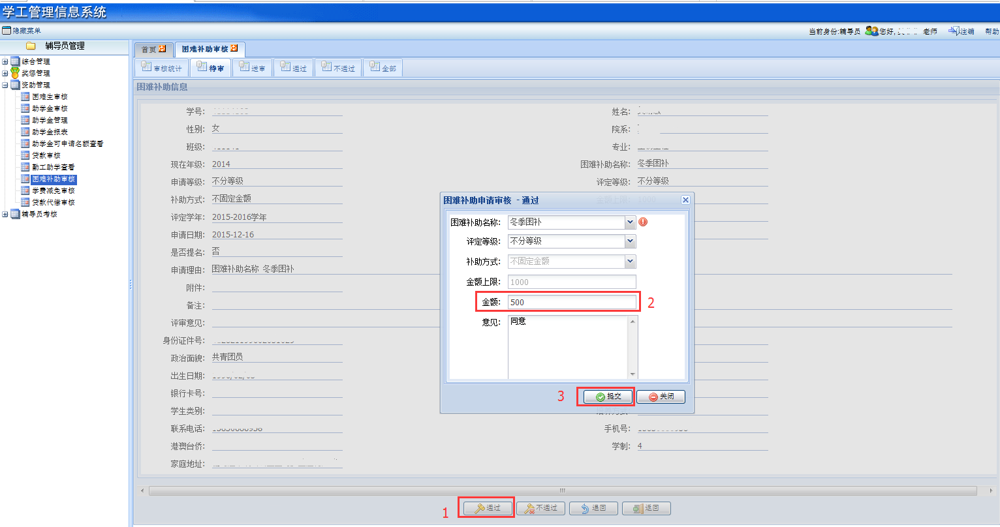 学工管理信息系统
隐藏菜单
当前身份:辅导员 您好, 老师 注销 帮助
辅导员管理
综合管理
奖惩管理
资助管理
困难生审核
助学金审核
助学金管理
助学金报表
助学金可申请名额查看
贷款审核
勤工助学查看
困难补助审核
学费减免审核
贷款代偿审核
辅导员考核
首页 困难补助审核
审核统计 待审 送审 通过 不通过 全部
困难补助信息
学号: 姓名:
性别: 女 院系:
班级: 专业:
现在年级: 2014 困难补助名称: 冬季困补
申请等级: 不分等级 评定等级: 不分等级
补助方式: 不固定金额 金额上限: 1000
评定学年: 2015-2016学年
申请日期: 2015-12-16
是否提名: 否
申请理由: 困难补助名称 冬季困补
附件:
备注:
评审意见:
身份证件号:
政治面貌: 共青团员
出生日期:
银行卡号:
学生类别:
联系电话: 手机号:
港澳台侨: 学制: 4
家庭地址:
困难补助申请审核 - 通过
困难补助名称: 冬季困补
评定等级: 不分等级
补助方式: 不固定金额
金额上限: 1000
金额: 500 2
意见: 同意
3 提交 关闭
1 通过 不通过 退回 返回